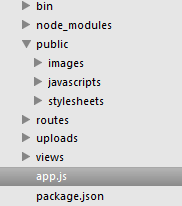 bin
node_modules
public
images
javascripts
stylesheets
routes
uploads
views
app.js
package.json